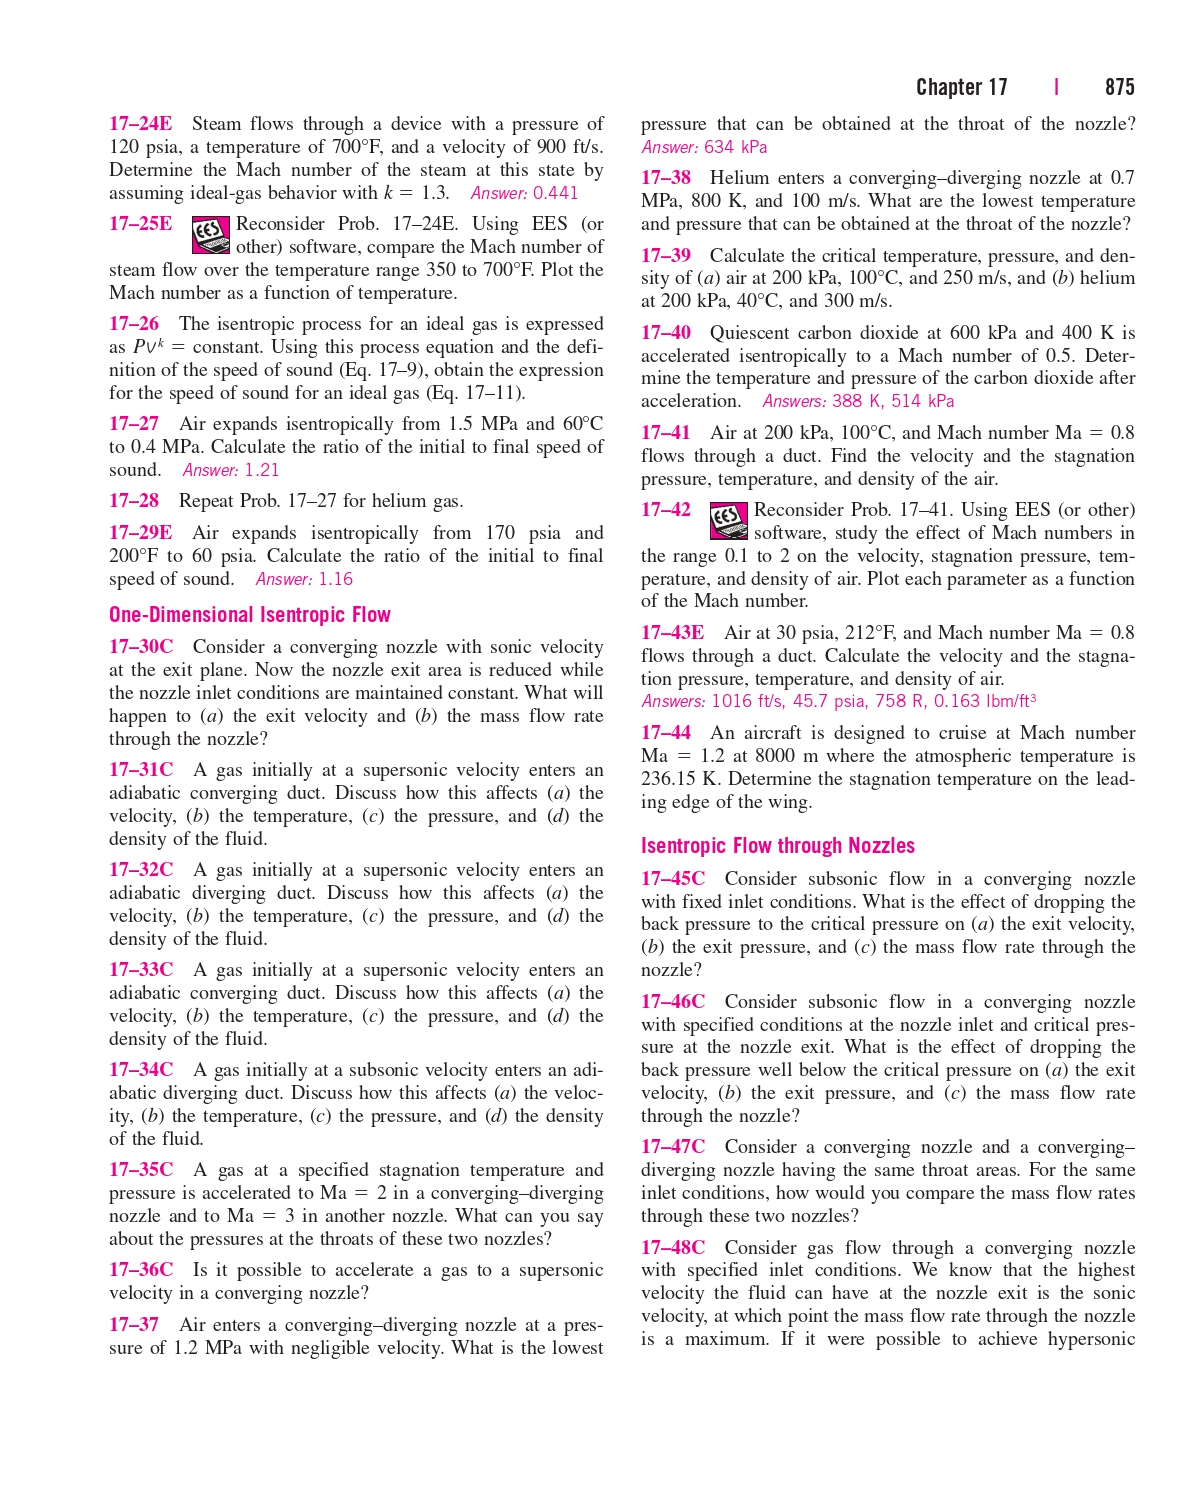 Chapter 17 | 875
17–24E Steam flows through a device with a pressure of
120 psia, a temperature of 700°F, and a velocity of 900 ft/s.
Determine the Mach number of the steam at this state by
assuming ideal-gas behavior with k = 1.3. Answer: 0.441
17–25E EES Reconsider Prob. 17–24E. Using EES (or
other) software, compare the Mach number of
steam flow over the temperature range 350 to 700°F. Plot the
Mach number as a function of temperature.
17–26 The isentropic process for an ideal gas is expressed
as Pvᵏ = constant. Using this process equation and the defi-
nition of the speed of sound (Eq. 17–9), obtain the expression
for the speed of sound for an ideal gas (Eq. 17–11).
17–27 Air expands isentropically from 1.5 MPa and 60°C
to 0.4 MPa. Calculate the ratio of the initial to final speed of
sound. Answer: 1.21
17–28 Repeat Prob. 17–27 for helium gas.
17–29E Air expands isentropically from 170 psia and
200°F to 60 psia. Calculate the ratio of the initial to final
speed of sound. Answer: 1.16
One-Dimensional Isentropic Flow
17–30C Consider a converging nozzle with sonic velocity
at the exit plane. Now the nozzle exit area is reduced while
the nozzle inlet conditions are maintained constant. What will
happen to (a) the exit velocity and (b) the mass flow rate
through the nozzle?
17–31C A gas initially at a supersonic velocity enters an
adiabatic converging duct. Discuss how this affects (a) the
velocity, (b) the temperature, (c) the pressure, and (d) the
density of the fluid.
17–32C A gas initially at a supersonic velocity enters an
adiabatic diverging duct. Discuss how this affects (a) the
velocity, (b) the temperature, (c) the pressure, and (d) the
density of the fluid.
17–33C A gas initially at a supersonic velocity enters an
adiabatic converging duct. Discuss how this affects (a) the
velocity, (b) the temperature, (c) the pressure, and (d) the
density of the fluid.
17–34C A gas initially at a subsonic velocity enters an adi-
abatic diverging duct. Discuss how this affects (a) the veloc-
ity, (b) the temperature, (c) the pressure, and (d) the density
of the fluid.
17–35C A gas at a specified stagnation temperature and
pressure is accelerated to Ma = 2 in a converging–diverging
nozzle and to Ma = 3 in another nozzle. What can you say
about the pressures at the throats of these two nozzles?
17–36C Is it possible to accelerate a gas to a supersonic
velocity in a converging nozzle?
17–37 Air enters a converging–diverging nozzle at a pres-
sure of 1.2 MPa with negligible velocity. What is the lowest
pressure that can be obtained at the throat of the nozzle?
Answer: 634 kPa
17–38 Helium enters a converging–diverging nozzle at 0.7
MPa, 800 K, and 100 m/s. What are the lowest temperature
and pressure that can be obtained at the throat of the nozzle?
17–39 Calculate the critical temperature, pressure, and den-
sity of (a) air at 200 kPa, 100°C, and 250 m/s, and (b) helium
at 200 kPa, 40°C, and 300 m/s.
17–40 Quiescent carbon dioxide at 600 kPa and 400 K is
accelerated isentropically to a Mach number of 0.5. Deter-
mine the temperature and pressure of the carbon dioxide after
acceleration. Answers: 388 K, 514 kPa
17–41 Air at 200 kPa, 100°C, and Mach number Ma = 0.8
flows through a duct. Find the velocity and the stagnation
pressure, temperature, and density of the air.
17–42 EES Reconsider Prob. 17–41. Using EES (or other)
software, study the effect of Mach numbers in
the range 0.1 to 2 on the velocity, stagnation pressure, tem-
perature, and density of air. Plot each parameter as a function
of the Mach number.
17–43E Air at 30 psia, 212°F, and Mach number Ma = 0.8
flows through a duct. Calculate the velocity and the stagna-
tion pressure, temperature, and density of air.
Answers: 1016 ft/s, 45.7 psia, 758 R, 0.163 lbm/ft³
17–44 An aircraft is designed to cruise at Mach number
Ma = 1.2 at 8000 m where the atmospheric temperature is
236.15 K. Determine the stagnation temperature on the lead-
ing edge of the wing.
Isentropic Flow through Nozzles
17–45C Consider subsonic flow in a converging nozzle
with fixed inlet conditions. What is the effect of dropping the
back pressure to the critical pressure on (a) the exit velocity,
(b) the exit pressure, and (c) the mass flow rate through the
nozzle?
17–46C Consider subsonic flow in a converging nozzle
with specified conditions at the nozzle inlet and critical pres-
sure at the nozzle exit. What is the effect of dropping the
back pressure well below the critical pressure on (a) the exit
velocity, (b) the exit pressure, and (c) the mass flow rate
through the nozzle?
17–47C Consider a converging nozzle and a converging–
diverging nozzle having the same throat areas. For the same
inlet conditions, how would you compare the mass flow rates
through these two nozzles?
17–48C Consider gas flow through a converging nozzle
with specified inlet conditions. We know that the highest
velocity the fluid can have at the nozzle exit is the sonic
velocity, at which point the mass flow rate through the nozzle
is a maximum. If it were possible to achieve hypersonic